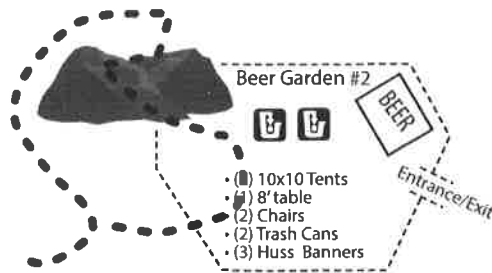 Beer Garden #2
BEER
Entrance/Exit
• 10x10 Tents
• (1) 8' table
• (2) Chairs
• (2) Trash Cans
• (3) Huss Banners